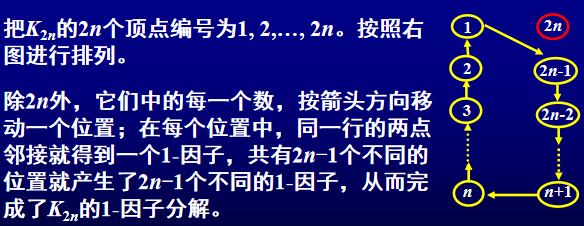 把K2n的2n个顶点编号为1, 2,…, 2n。按照右
图进行排列。
除2n外，它们中的每一个数，按箭头方向移
动一个位置；在每个位置中，同一行的两点
邻接就得到一个1-因子，共有2n−1个不同的
位置就产生了2n−1个不同的1-因子，从而完
成了K2n的1-因子分解。
1 2n
2 2n-1
3 2n-2
n n+1